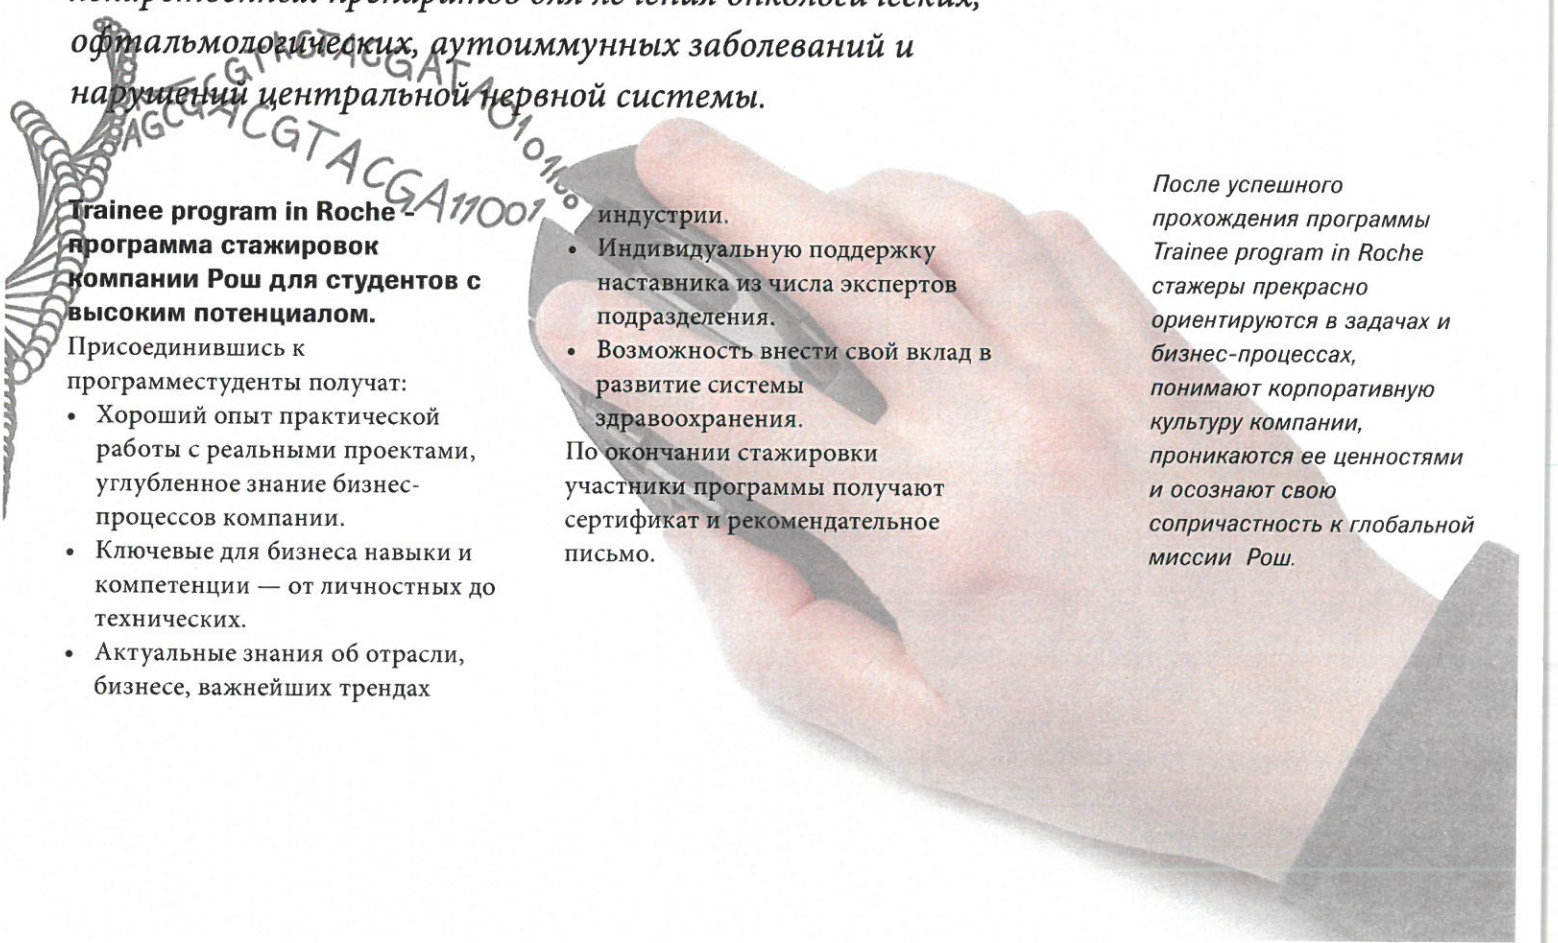 лекарственных препаратов для лечения онкологических,
офтальмологических, аутоиммунных заболеваний и
нарушений центральной нервной системы.
Trainee program in Roche -
программа стажировок
компании Рош для студентов с
высоким потенциалом.
Присоединившись к
программестуденты получат:
• Хороший опыт практической
работы с реальными проектами,
углубленное знание бизнес-
процессов компании.
• Ключевые для бизнеса навыки и
компетенции — от личностных до
технических.
• Актуальные знания об отрасли,
бизнесе, важнейших трендах
индустрии.
• Индивидуальную поддержку
наставника из числа экспертов
подразделения.
• Возможность внести свой вклад в
развитие системы
здравоохранения.
По окончании стажировки
участники программы получают
сертификат и рекомендательное
письмо.
После успешного
прохождения программы
Trainee program in Roche
стажеры прекрасно
ориентируются в задачах и
бизнес-процессах,
понимают корпоративную
культуру компании,
проникаются ее ценностями
и осознают свою
сопричастность к глобальной
миссии Рош.